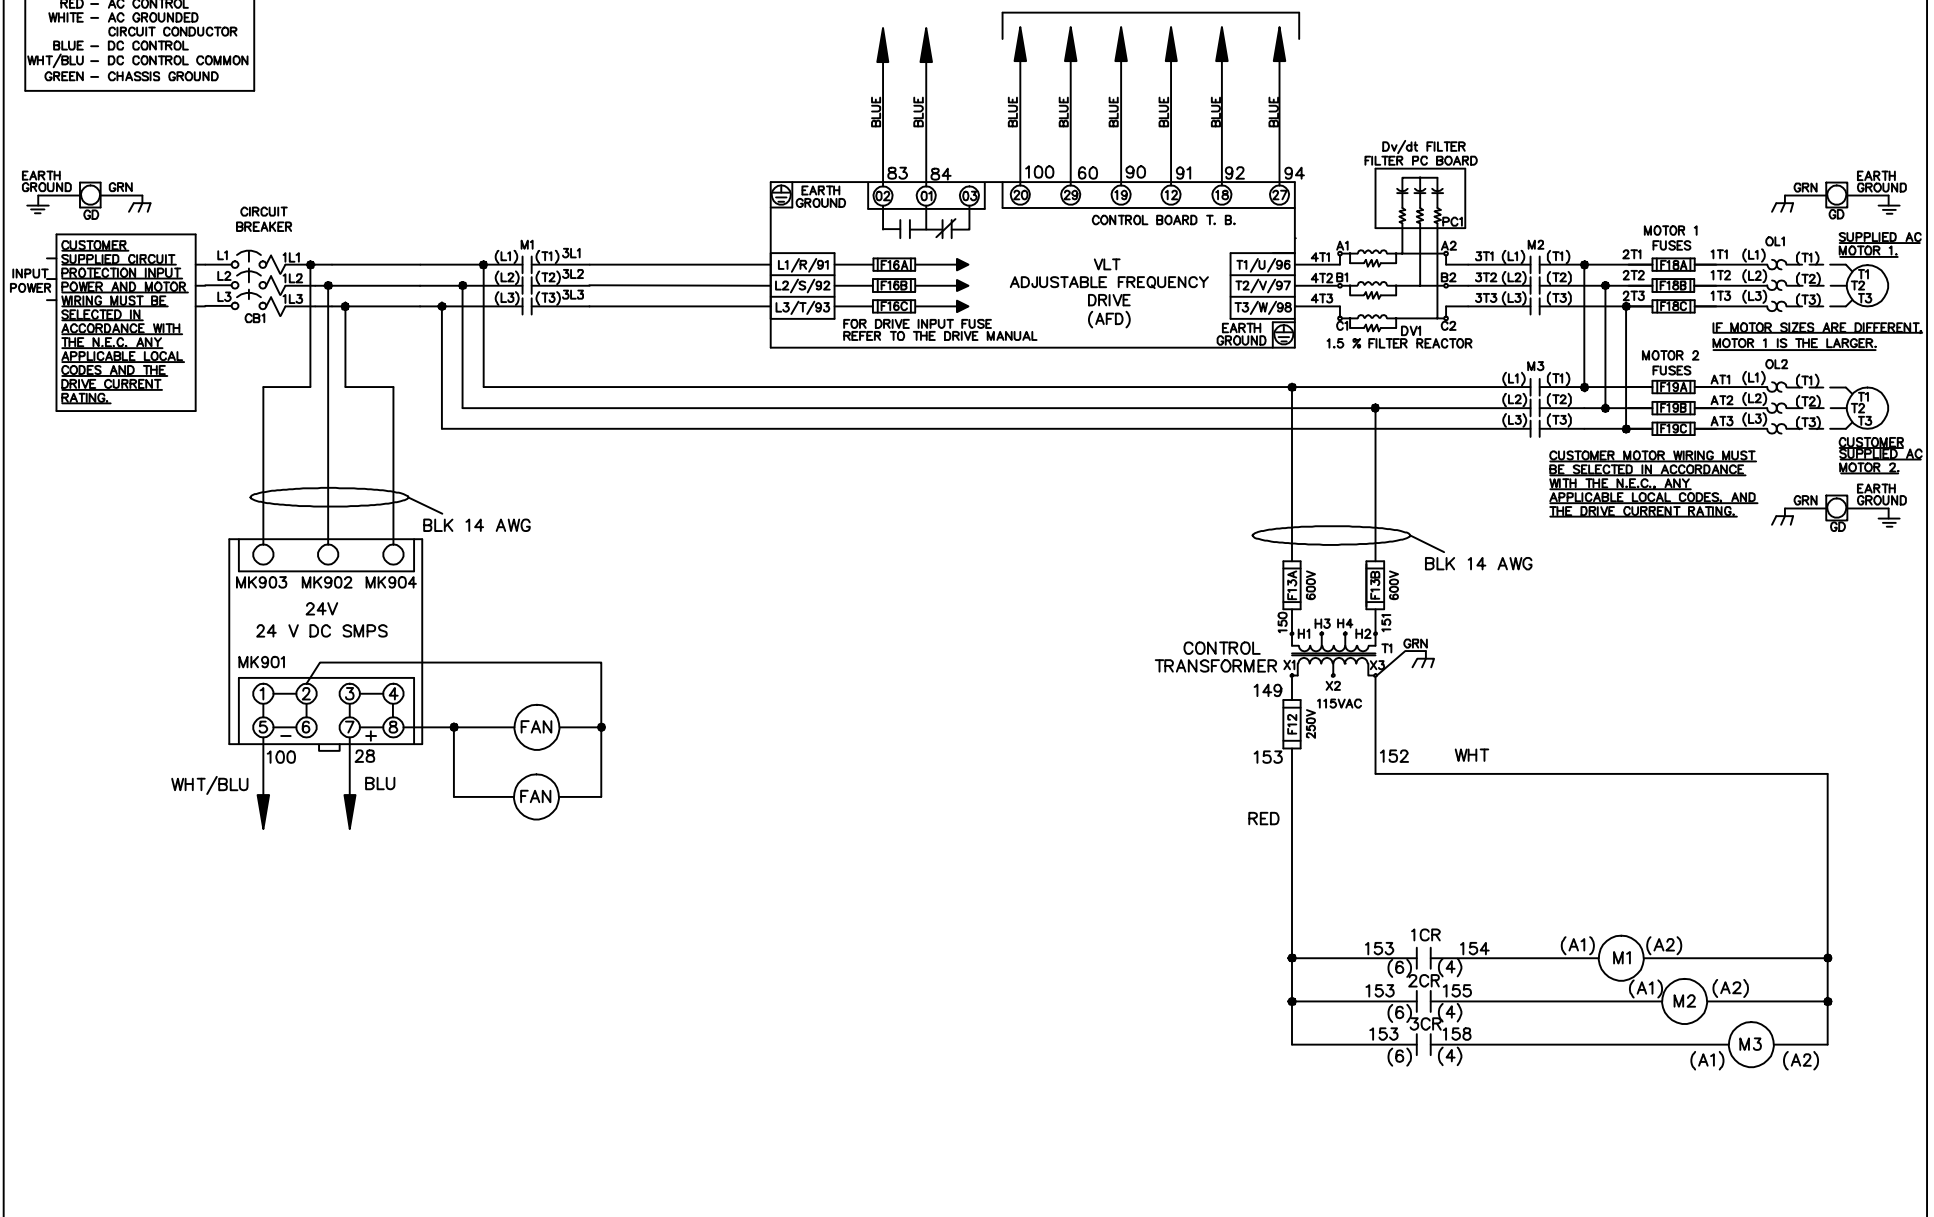 RED – AC CONTROL
WHITE – AC GROUNDED
CIRCUIT CONDUCTOR
BLUE – DC CONTROL
WHT/BLU – DC CONTROL COMMON
GREEN – CHASSIS GROUND
BLUE
BLUE
BLUE
BLUE
BLUE
BLUE
BLUE
BLUE
83
84
100
60
90
91
92
94
EARTH
GROUND
GRN
GD
CIRCUIT
BREAKER
L1
L2
L3
1L1
1L2
1L3
CB1
INPUT
POWER
CUSTOMER
SUPPLIED CIRCUIT
PROTECTION INPUT
POWER AND MOTOR
WIRING MUST BE
SELECTED IN
ACCORDANCE WITH
THE N.E.C. ANY
APPLICABLE LOCAL
CODES AND THE
DRIVE CURRENT
RATING.
M1
(L1) (T1) 3L1
(L2) (T2) 3L2
(L3) (T3) 3L3
EARTH
GROUND
02 01 03
20 29 19 12 18 27
CONTROL BOARD T. B.
L1/R/91
L2/S/92
L3/T/93
F16A
F16B
F16C
FOR DRIVE INPUT FUSE
REFER TO THE DRIVE MANUAL
VLT
ADJUSTABLE FREQUENCY
DRIVE
(AFD)
T1/U/96
T2/V/97
T3/W/98
EARTH
GROUND
Dv/dt FILTER
FILTER PC BOARD
PC1
4T1 A1 A2
4T2 B1 B2
4T3 C1 C2
DV1
1.5 % FILTER REACTOR
M2
3T1 (L1) (T1)
3T2 (L2) (T2)
3T3 (L3) (T3)
MOTOR 1
FUSES
2T1 F18A 1T1 (L1) (T1)
2T2 F18B 1T2 (L2) (T2)
2T3 F18C 1T3 (L3) (T3)
OL1
GRN
GD
EARTH
GROUND
SUPPLIED AC
MOTOR 1.
T1
T2
T3
IF MOTOR SIZES ARE DIFFERENT,
MOTOR 1 IS THE LARGER.
M3
(L1) (T1)
(L2) (T2)
(L3) (T3)
MOTOR 2
FUSES
OL2
F19A AT1 (L1) (T1)
F19B AT2 (L2) (T2)
F19C AT3 (L3) (T3)
T1
T2
T3
CUSTOMER
SUPPLIED AC
MOTOR 2.
CUSTOMER MOTOR WIRING MUST
BE SELECTED IN ACCORDANCE
WITH THE N.E.C., ANY
APPLICABLE LOCAL CODES, AND
THE DRIVE CURRENT RATING.
GRN
GD
EARTH
GROUND
BLK 14 AWG
MK903 MK902 MK904
24V
24 V DC SMPS
MK901
1 2 3 4
5 – 6 7 + 8
100
28
WHT/BLU
BLU
FAN
FAN
BLK 14 AWG
F13A
600V
F13B
600V
150
151
H1 H3 H4 H2
T1
GRN
CONTROL
TRANSFORMER
X1
X2
X3
115VAC
149
F12
250V
153
152
WHT
RED
1CR
153 154
(6) (4)
(A1) M1 (A2)
2CR
153 155
(6) (4)
(A1) M2 (A2)
3CR
153 158
(6) (4)
(A1) M3 (A2)